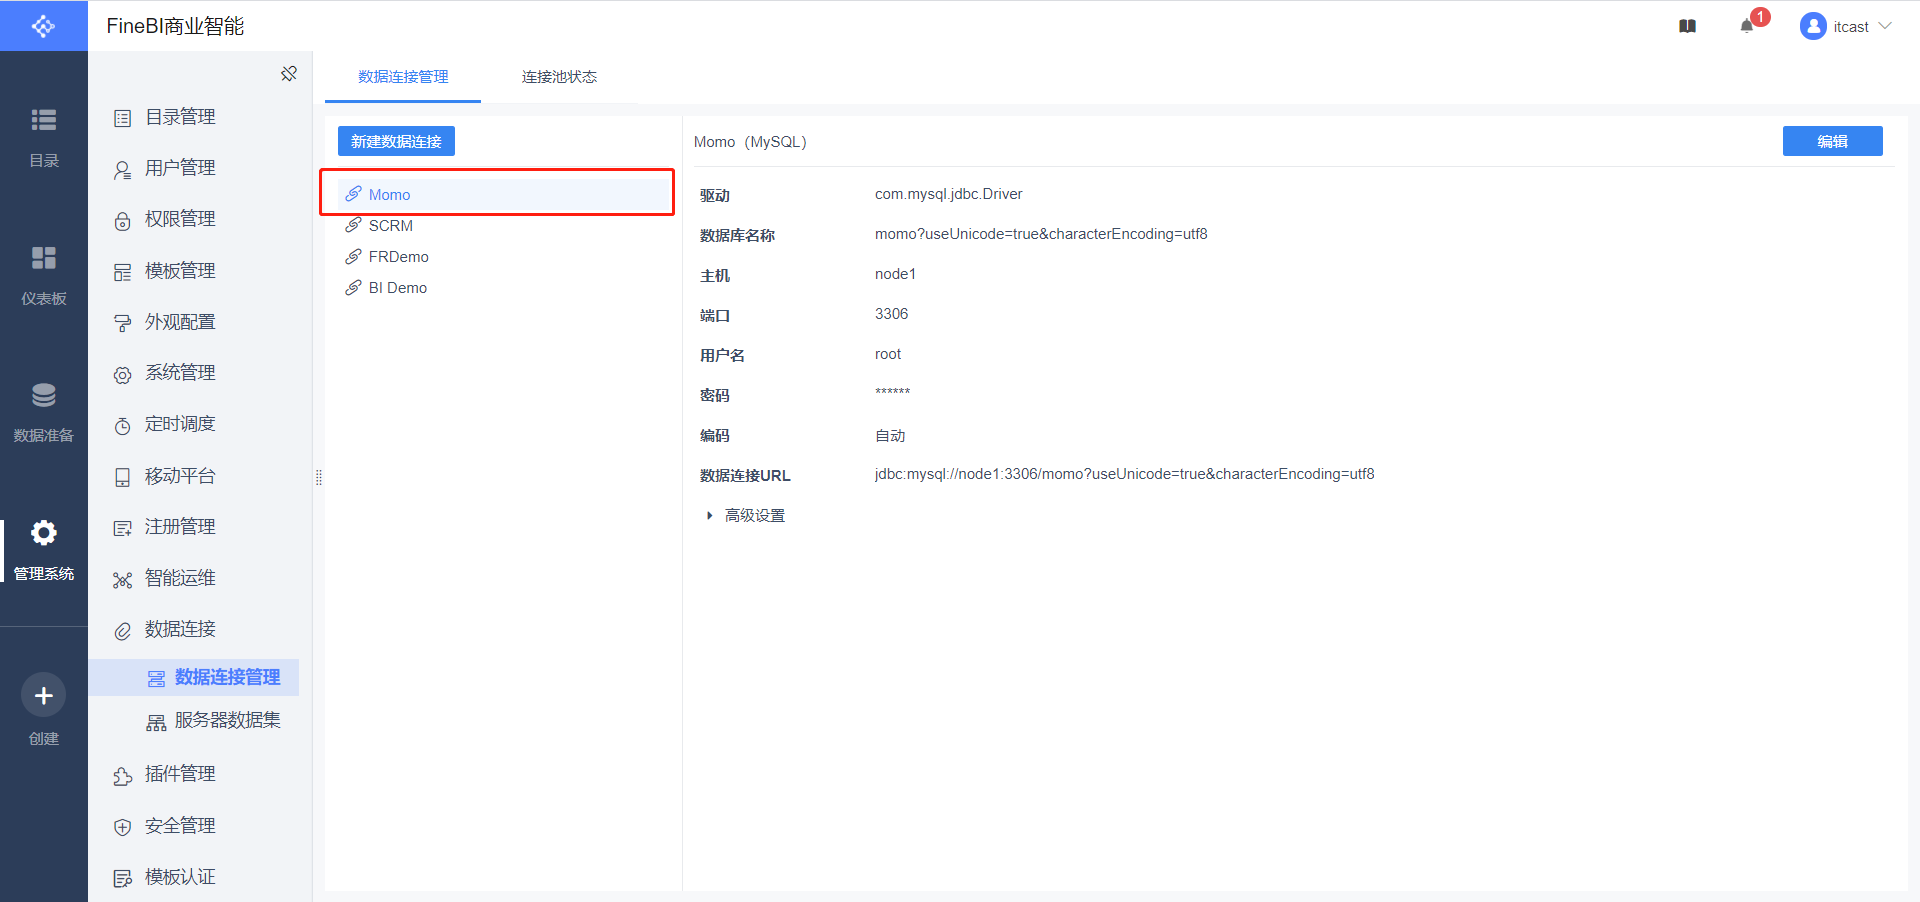 FineBI商业智能
1
itcast
目录
仪表板
数据准备
管理系统
创建
目录管理
用户管理
权限管理
模板管理
外观配置
系统管理
定时调度
移动平台
注册管理
智能运维
数据连接
数据连接管理
服务器数据集
插件管理
安全管理
模板认证
数据连接管理
连接池状态
新建数据连接
Momo
SCRM
FRDemo
BI Demo
Momo（MySQL）
编辑
驱动 com.mysql.jdbc.Driver
数据库名称 momo?useUnicode=true&characterEncoding=utf8
主机 node1
端口 3306
用户名 root
密码 ******
编码 自动
数据连接URL jdbc:mysql://node1:3306/momo?useUnicode=true&characterEncoding=utf8
高级设置